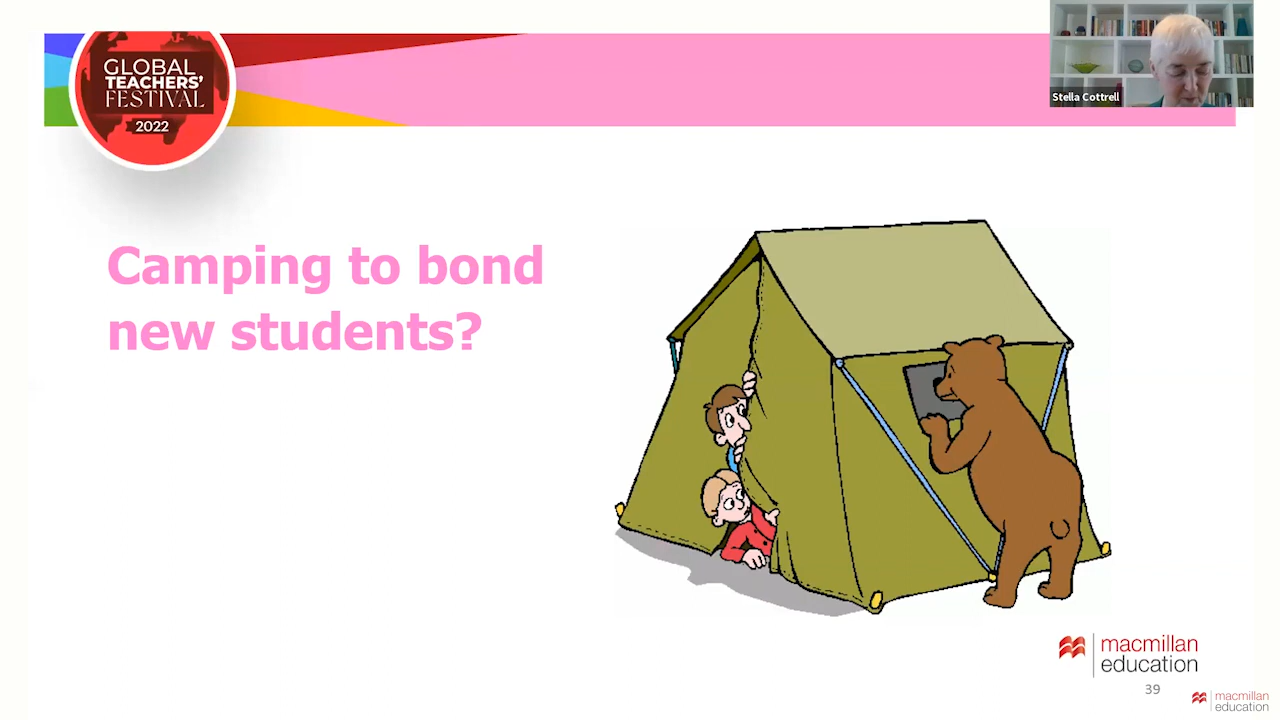 GLOBAL
TEACHERS'
FESTIVAL
2022
Stella Cottrell
Camping to bond
new students?
macmillan
education
39
macmillan
education